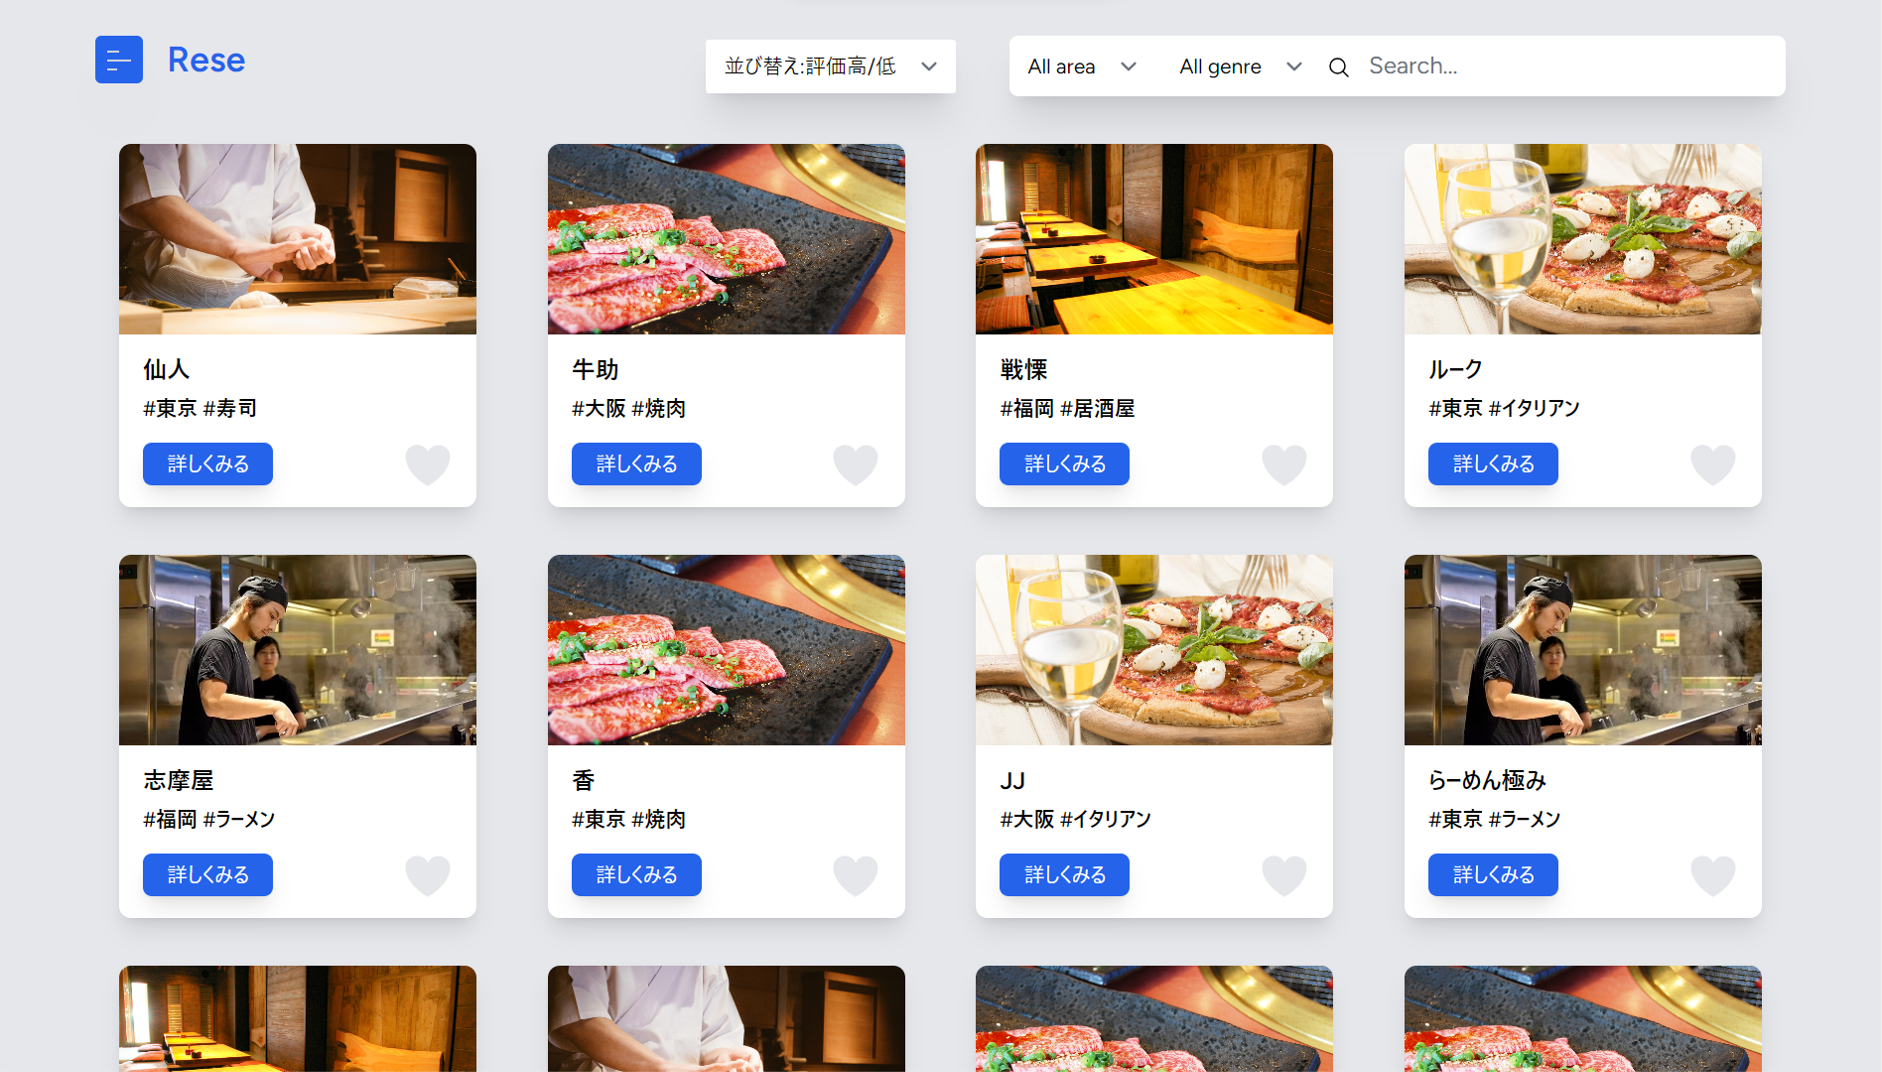 Rese
並び替え:評価高/低
All area
All genre
Search...
仙人
#東京 #寿司
詳しくみる
牛助
#大阪 #焼肉
詳しくみる
戦慄
#福岡 #居酒屋
詳しくみる
ルーク
#東京 #イタリアン
詳しくみる
志摩屋
#福岡 #ラーメン
詳しくみる
香
#東京 #焼肉
詳しくみる
JJ
#大阪 #イタリアン
詳しくみる
らーめん極み
#東京 #ラーメン
詳しくみる